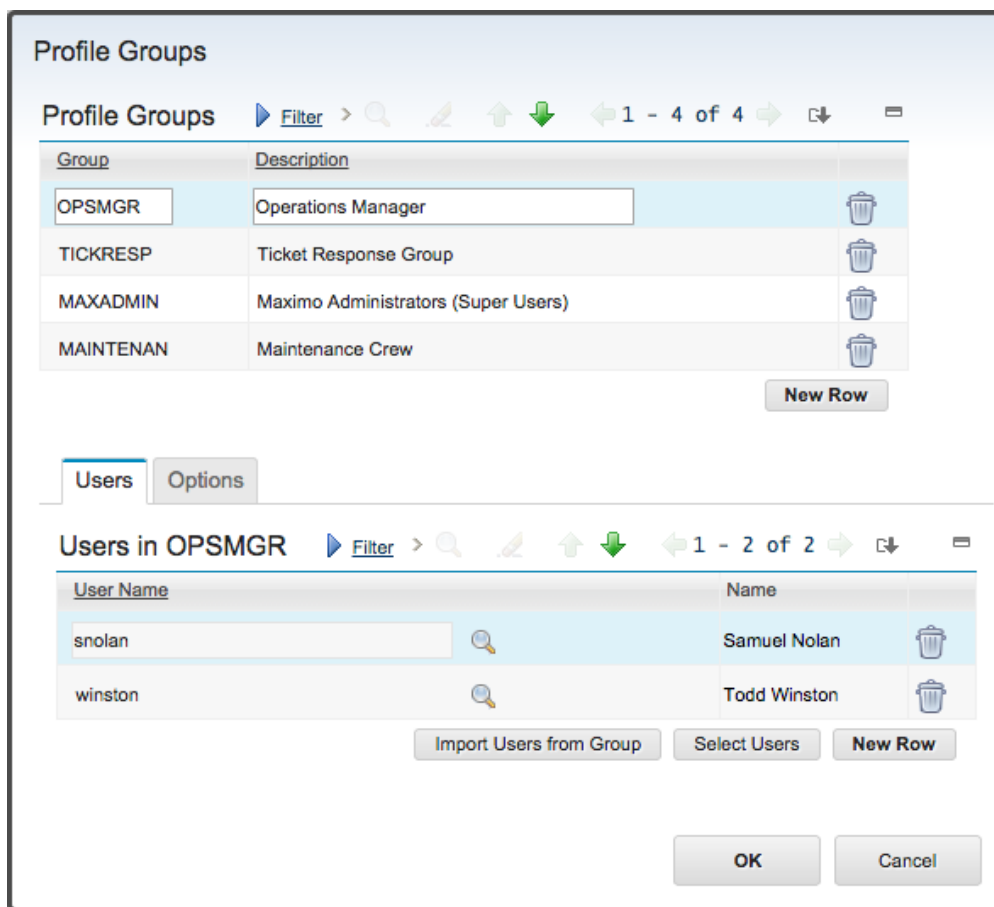 Profile Groups
Profile Groups Filter > 1 - 4 of 4
Group Description
OPSMGR Operations Manager
TICKRESP Ticket Response Group
MAXADMIN Maximo Administrators (Super Users)
MAINTENAN Maintenance Crew
New Row
Users Options
Users in OPSMGR Filter > 1 - 2 of 2
User Name Name
snolan Samuel Nolan
winston Todd Winston
Import Users from Group Select Users New Row
OK Cancel